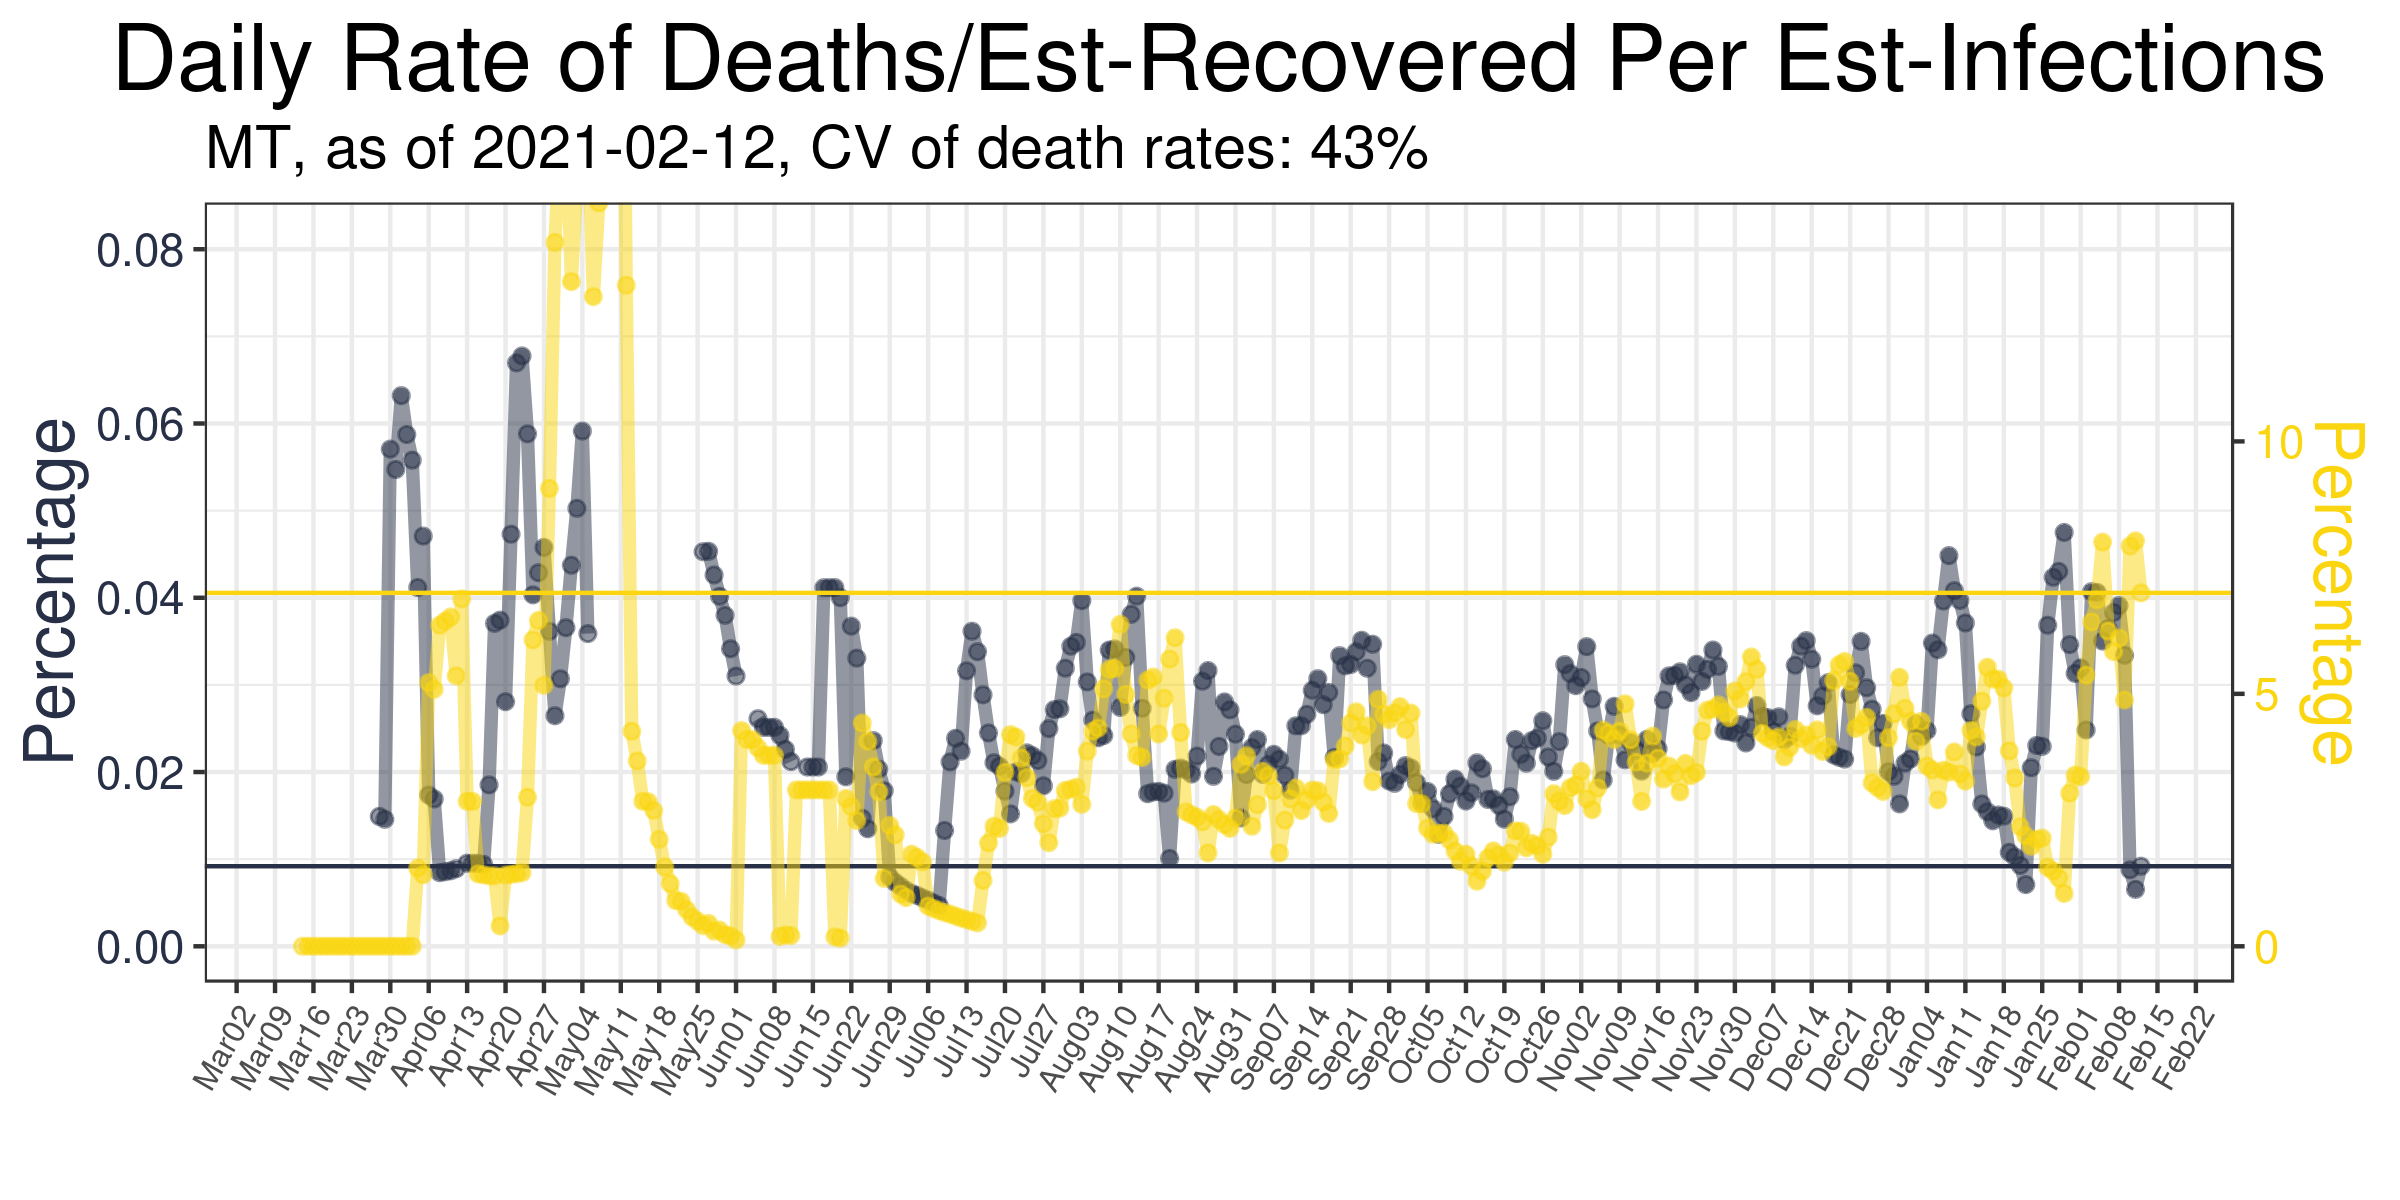 Daily Rate of Deaths/Est-Recovered Per Est-Infections
MT, as of 2021-02-12, CV of death rates: 43%
Percentage
0.08
0.06
0.04
0.02
0.00
10
5
0
Percentage
Mar02
Mar09
Mar16
Mar23
Mar30
Apr06
Apr13
Apr20
Apr27
May04
May11
May18
May25
Jun01
Jun08
Jun15
Jun22
Jun29
Jul06
Jul13
Jul20
Jul27
Aug03
Aug10
Aug17
Aug24
Aug31
Sep07
Sep14
Sep21
Sep28
Oct05
Oct12
Oct19
Oct26
Nov02
Nov09
Nov16
Nov23
Nov30
Dec07
Dec14
Dec21
Dec28
Jan04
Jan11
Jan18
Jan25
Feb01
Feb08
Feb15
Feb22